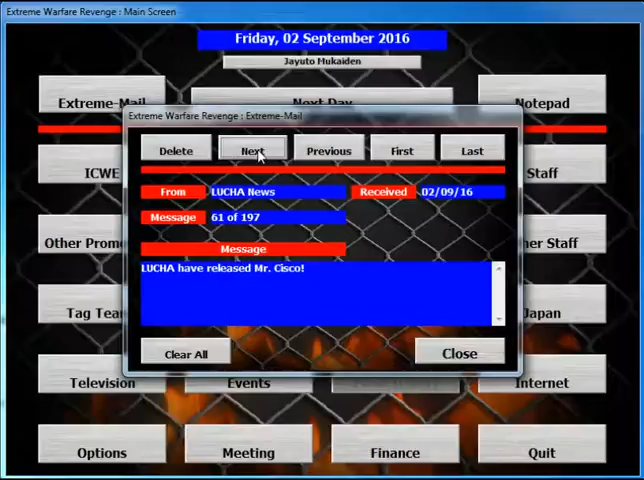 Extreme Warfare Revenge : Main Screen
Friday, 02 September 2016
Jayuto Mukaiden
Extreme-Mail
Next Day
Notepad
Extreme Warfare Revenge : Extreme-Mail
Delete
Next
Previous
First
Last
ICWE
Staff
From
LUCHA News
Received
02/09/16
Message
61 of 197
Other Promo
her Staff
Message
LUCHA have released Mr. Cisco!
Tag Tea
Japan
Clear All
Close
Television
Events
Internet
Options
Meeting
Finance
Quit